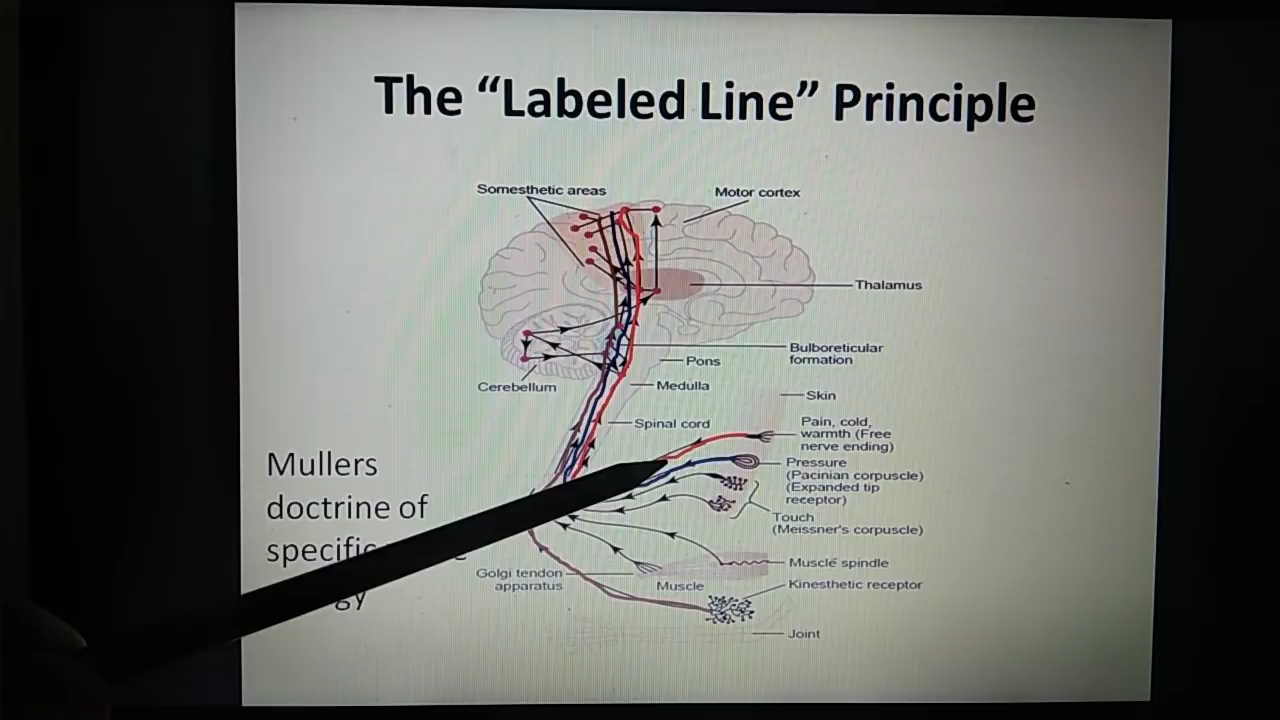 The “Labeled Line” Principle
Somesthetic areas
Motor cortex
Thalamus
Bulboreticular
formation
Pons
Cerebellum
Medulla
Skin
Spinal cord
Pain, cold,
warmth (Free
nerve ending)
Pressure
(Pacinian corpuscle)
(Expanded tip
receptor)
Touch
(Meissner's corpuscle)
Muscle spindle
Golgi tendon
apparatus
Muscle
Kinesthetic receptor
Joint
Mullers
doctrine of